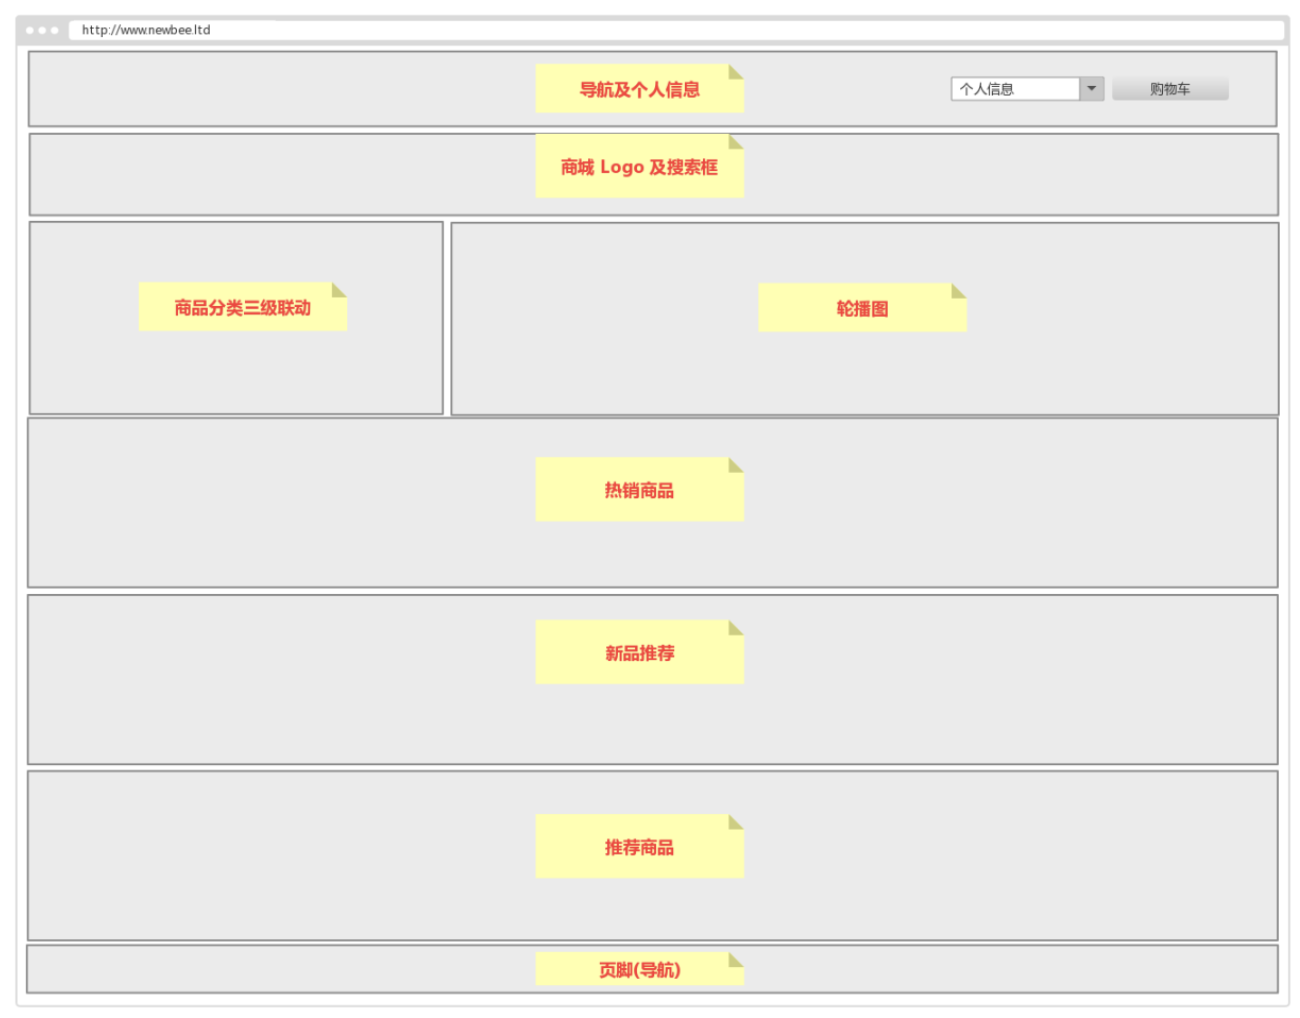 http://www.newbee.ltd
导航及个人信息
个人信息
购物车
商城 Logo 及搜索框
商品分类三级联动
轮播图
热销商品
新品推荐
推荐商品
页脚(导航)